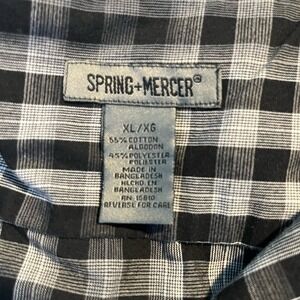 SPRING+MERCER®
XL/XG
55% COTTON
ALGODON
45% POLYESTER
POLIESTER
MADE IN
BANGLADESH
HECHO EN
BANGLADESH
RN 15810
REVERSE FOR CARE